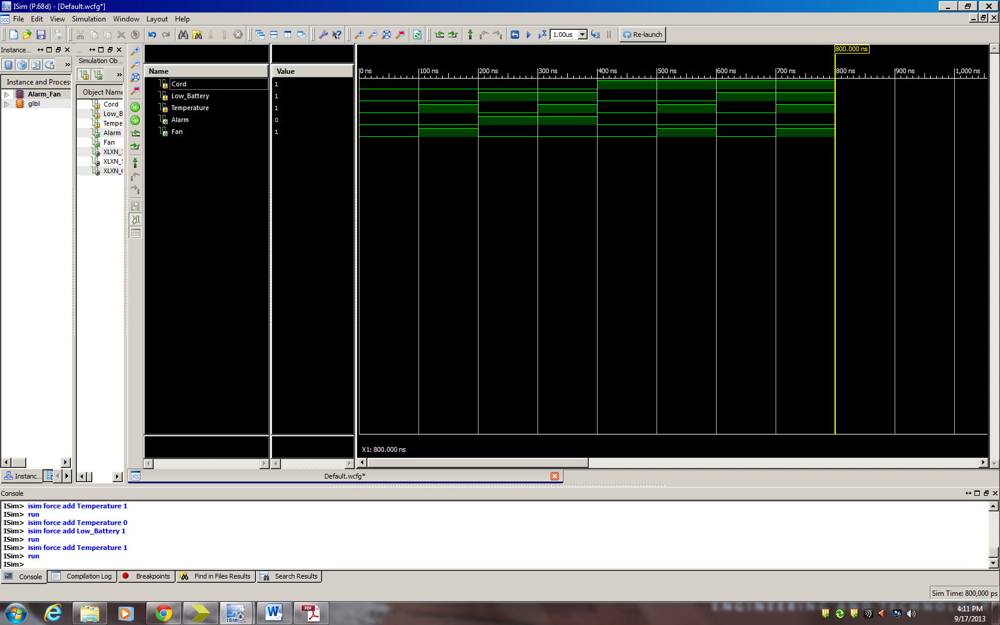 ISim (P.68d) - [Default.wcfg*]
File Edit View Simulation Window Layout Help
1.00us Re-launch
Instance...
Instance and Proces
Alarm_Fan
glbl
Instanc...
...
Simulation Ob...
Object Name
Cord
Low_B
Tempe
Alarm
Fan
XLXN_
XLXN_
XLXN_
Name Value
Cord 1
Low_Battery 1
Temperature 1
Alarm 0
Fan 1
800.000 ns
0 ns 100 ns 200 ns 300 ns 400 ns 500 ns 600 ns 700 ns 800 ns 900 ns 1,000 ns
X1: 800.000 ns
Default.wcfg*
Console
ISim> isim force add Temperature 1
ISim> run
ISim> isim force add Temperature 0
ISim> isim force add Low_Battery 1
ISim> run
ISim> isim force add Temperature 1
ISim> run
ISim>
Console Compilation Log Breakpoints Find in Files Results Search Results
Sim Time: 800,000 ps
ISim
W
PDF
4:11 PM
9/17/2013